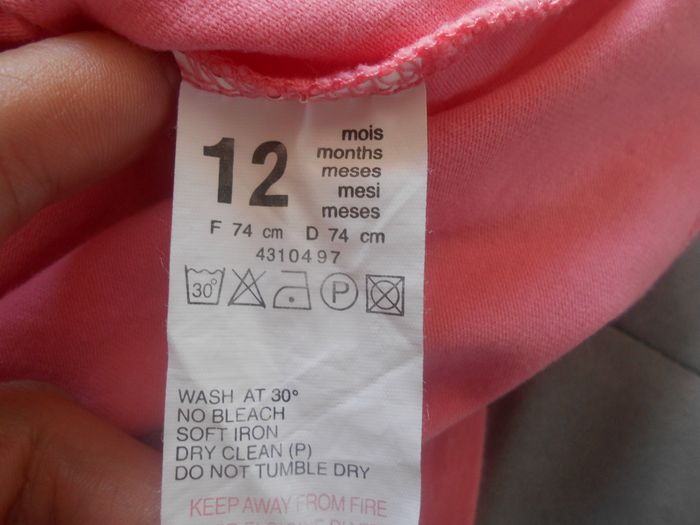 12
mois
months
meses
mesi
meses
F 74 cm D 74 cm
4310497
30°
P
WASH AT 30°
NO BLEACH
SOFT IRON
DRY CLEAN (P)
DO NOT TUMBLE DRY
KEEP AWAY FROM FIRE